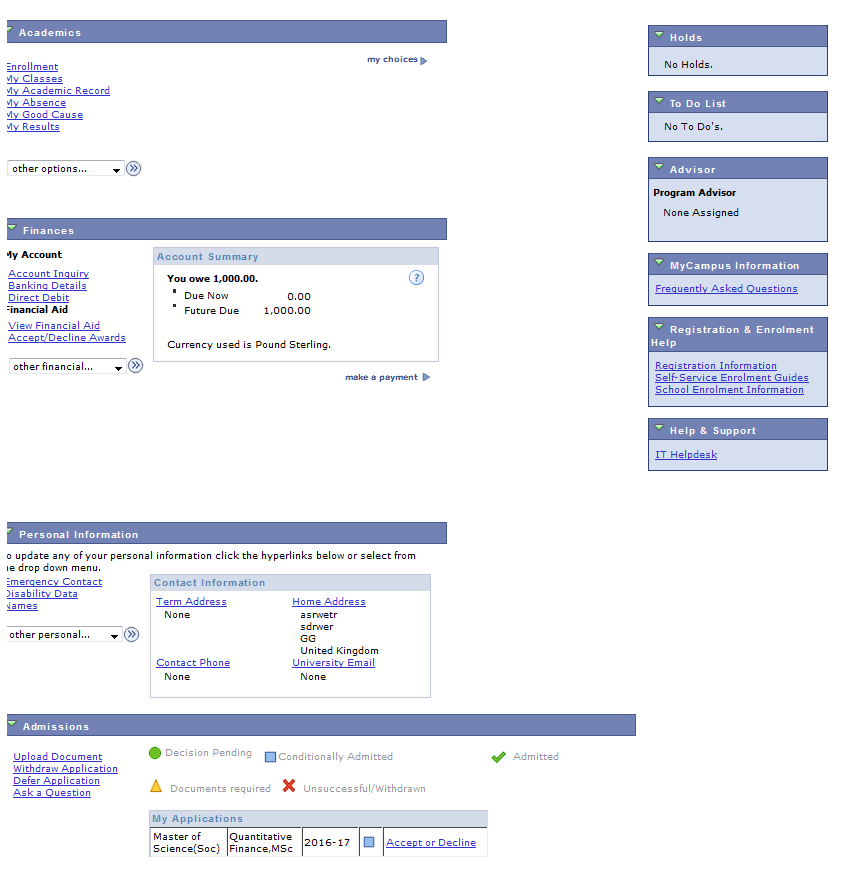 Academics
my choices
Enrollment
My Classes
My Academic Record
My Absence
My Good Cause
My Results
other options...
Finances
My Account
Account Inquiry
Banking Details
Direct Debit
Financial Aid
View Financial Aid
Accept/Decline Awards
other financial...
Account Summary
You owe 1,000.00.
Due Now 0.00
Future Due 1,000.00
Currency used is Pound Sterling.
make a payment
Personal Information
o update any of your personal information click the hyperlinks below or select from
he drop down menu.
Emergency Contact
Disability Data
Names
other personal...
Contact Information
Term Address
None
Home Address
asrwetr
sdrwer
GG
United Kingdom
Contact Phone
None
University Email
None
Admissions
Upload Document
Withdraw Application
Defer Application
Ask a Question
Decision Pending Conditionally Admitted Admitted
Documents required Unsuccessful/Withdrawn
My Applications
Master of
Science(Soc)
Quantitative
Finance,MSc
2016-17
Accept or Decline
Holds
No Holds.
To Do List
No To Do's.
Advisor
Program Advisor
None Assigned
MyCampus Information
Frequently Asked Questions
Registration & Enrolment
Help
Registration Information
Self-Service Enrolment Guides
School Enrolment Information
Help & Support
IT Helpdesk